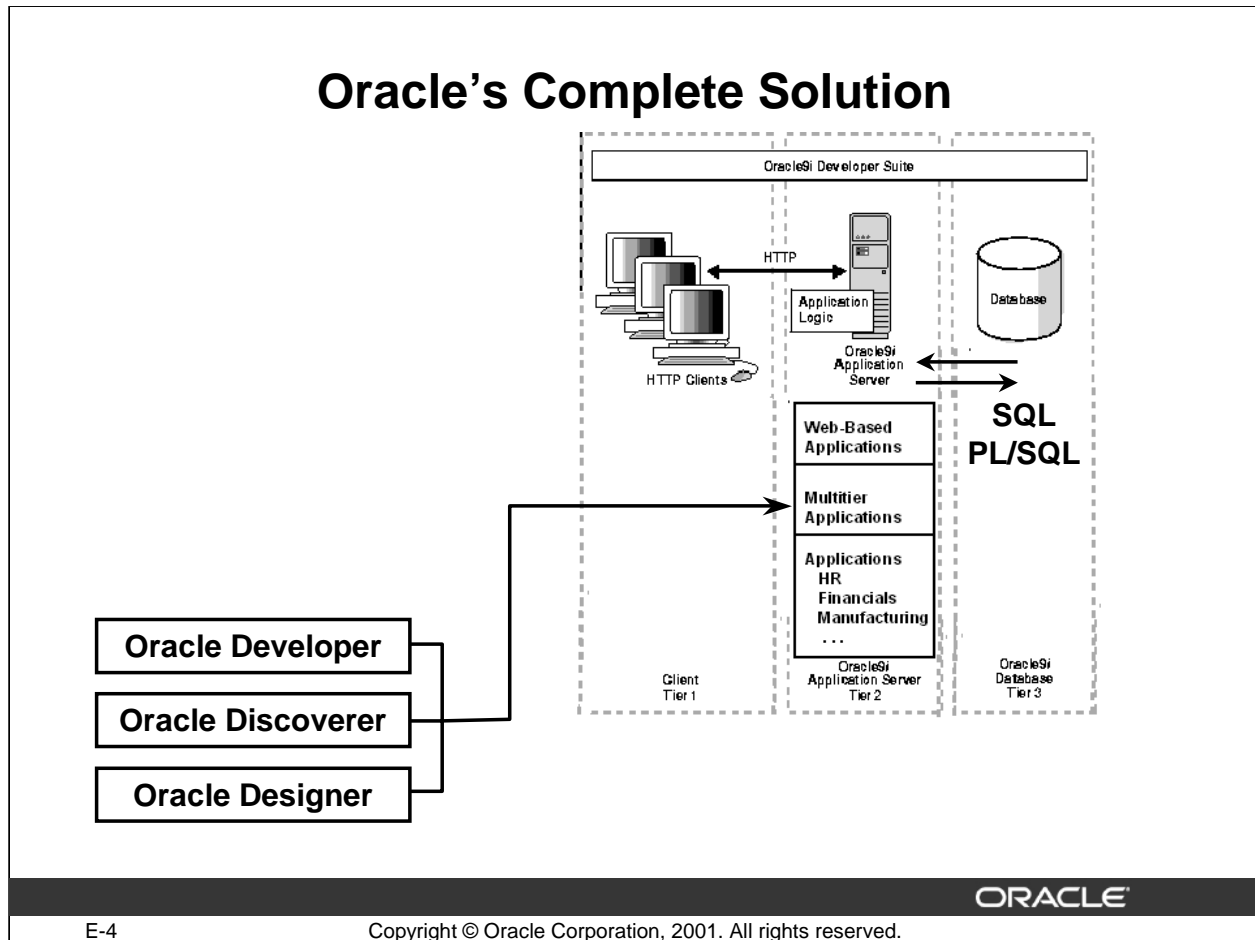 Oracle's Complete Solution
Oracle9i Developer Suite
HTTP
Application
Logic
Database
HTTP Clients
Oracle9i
Application
Server
Web-Based
Applications
SQL
PL/SQL
Multitier
Applications
Applications
HR
Financials
Manufacturing
. . .
Oracle Developer
Oracle Discoverer
Oracle Designer
Client
Tier 1
Oracle9i
Application Server
Tier 2
Oracle9i
Database
Tier 3
ORACLE®
E-4
Copyright © Oracle Corporation, 2001. All rights reserved.